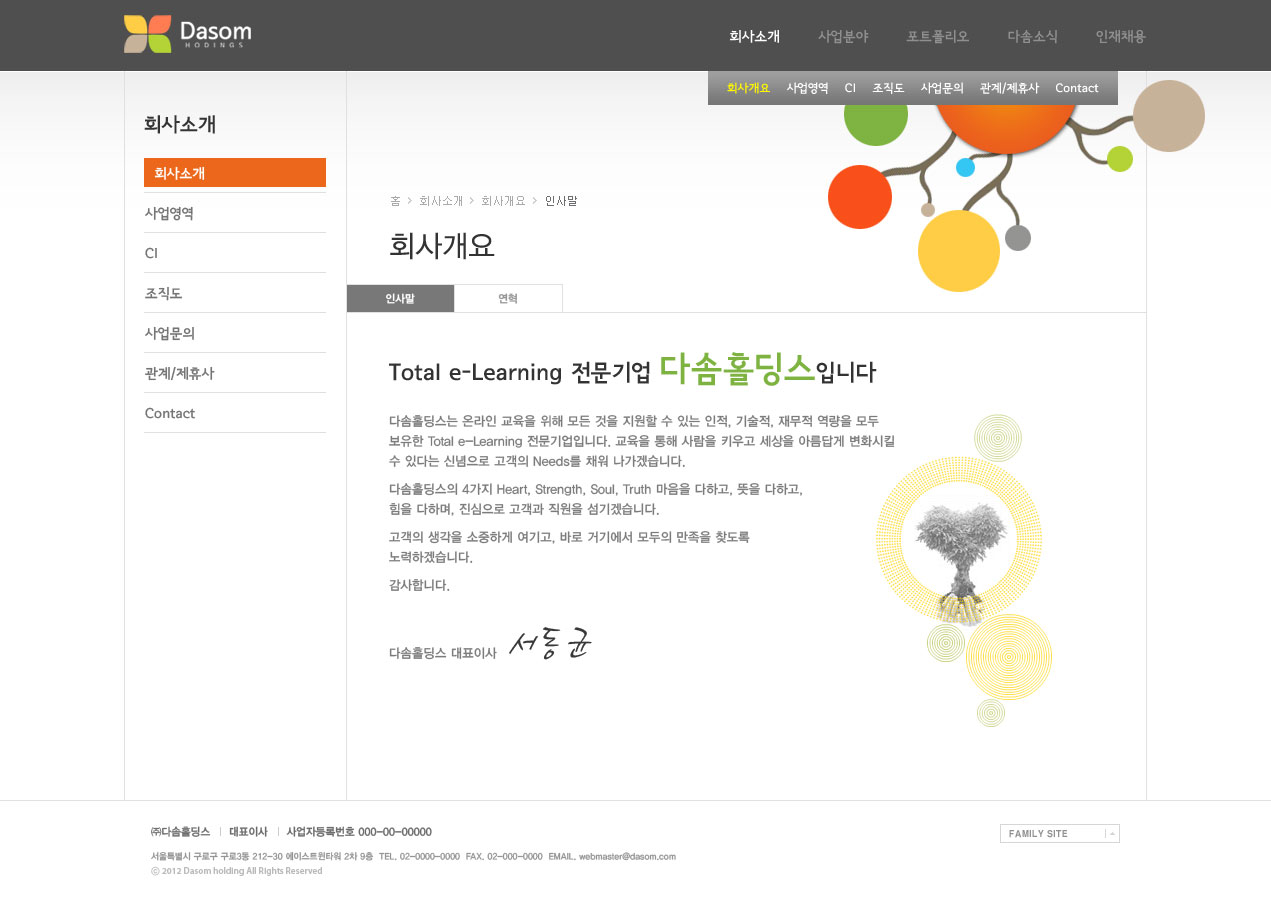 Dasom
HODINGS
회사소개 사업분야 포트폴리오 다솜소식 인재채용
회사개요 사업영역 CI 조직도 사업문의 관계/제휴사 Contact
회사소개
회사소개
사업영역
CI
조직도
사업문의
관계/제휴사
Contact
홈 > 회사소개 > 회사개요 > 인사말
회사개요
인사말 연혁
Total e-Learning 전문기업 다솜홀딩스입니다
다솜홀딩스는 온라인 교육을 위해 모든 것을 지원할 수 있는 인적, 기술적, 재무적 역량을 모두
보유한 Total e-Learning 전문기업입니다. 교육을 통해 사람을 키우고 세상을 아름답게 변화시킬
수 있다는 신념으로 고객의 Needs를 채워 나가겠습니다.
다솜홀딩스의 4가지 Heart, Strength, Soul, Truth 마음을 다하고, 뜻을 다하고,
힘을 다하며, 진심으로 고객과 직원을 섬기겠습니다.
고객의 생각을 소중하게 여기고, 바로 거기에서 모두의 만족을 찾도록
노력하겠습니다.
감사합니다.
다솜홀딩스 대표이사 서동균
㈜다솜홀딩스 | 대표이사 | 사업자등록번호 000-00-00000
서울특별시 구로구 구로3동 212-30 에이스트윈타워 2차 9층 TEL. 02-0000-0000 FAX. 02-000-0000 EMAIL. webmaster@dasom.com
ⓒ 2012 Dasom holding All Rights Reserved
FAMILY SITE